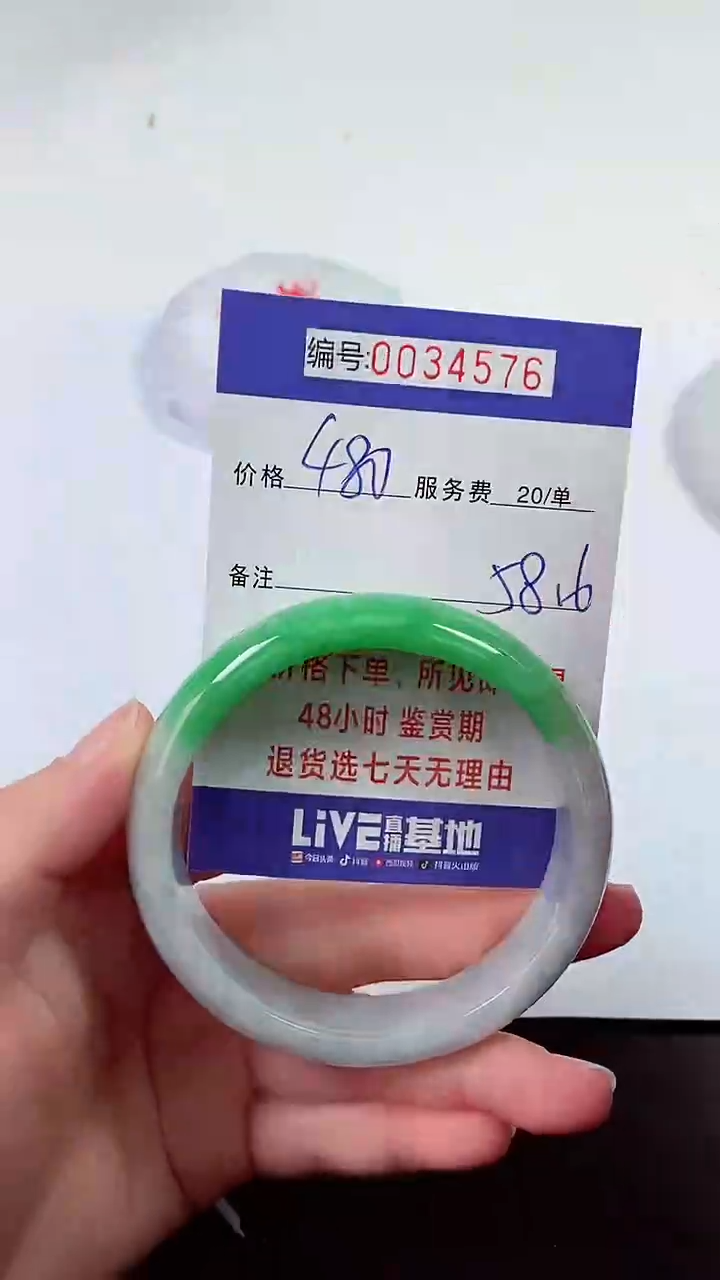 编号:0034576
价格 480 服务费 20/单
备注 58.6
价格下单, 所见
48小时 鉴赏期
退货选七天无理由
LiVE直播基地
今日头条 抖音 西瓜视频 抖音火山版